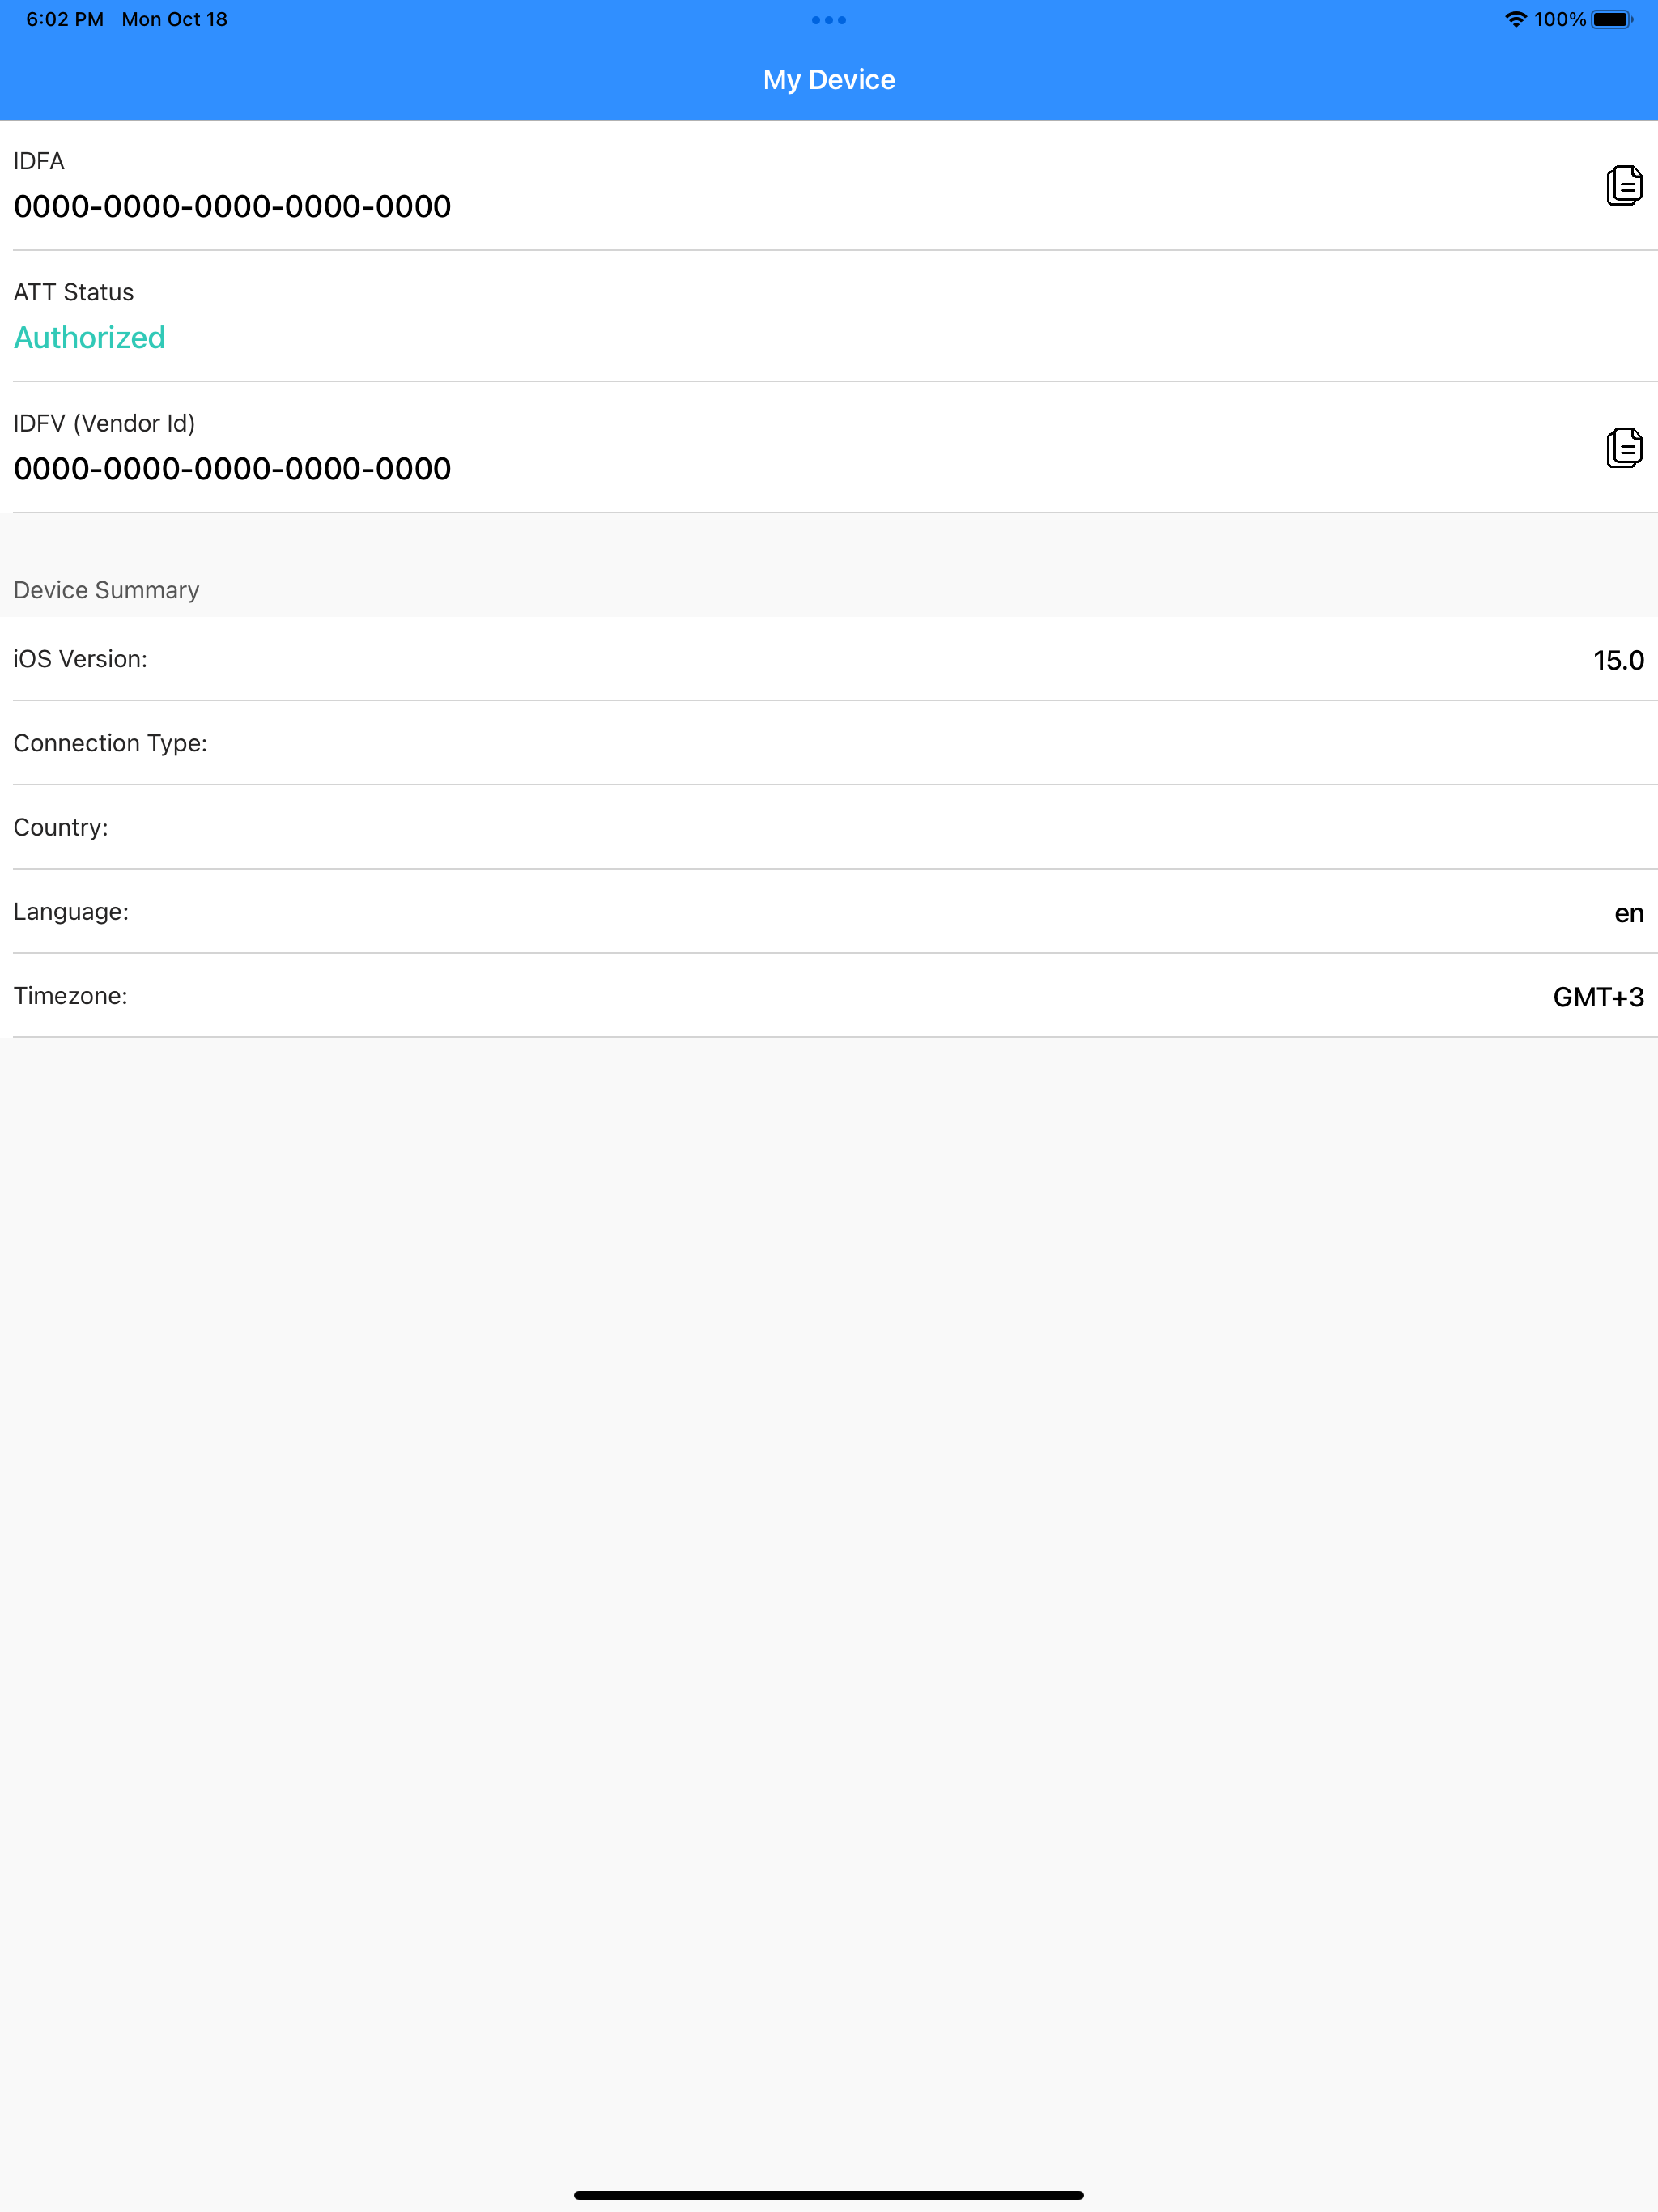 6:02 PM Mon Oct 18
100%
My Device
IDFA
0000-0000-0000-0000-0000
ATT Status
Authorized
IDFV (Vendor Id)
0000-0000-0000-0000-0000
Device Summary
iOS Version: 15.0
Connection Type:
Country:
Language: en
Timezone: GMT+3